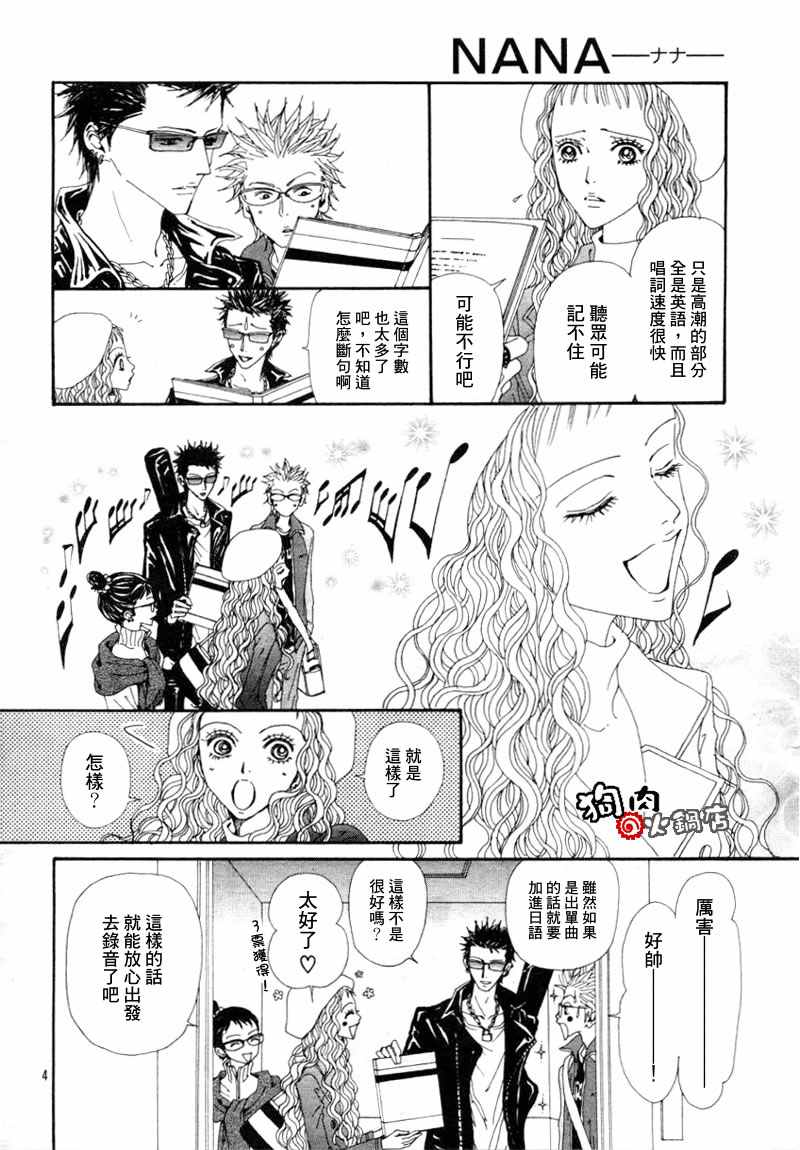 NANA——ナナ——
只是高潮的部分
全是英語，而且
唱詞速度很快
聽眾可能
記不住
可能不行吧
這個字數
也太多了
吧，不知道
怎麼斷句啊
就是
這樣了
怎樣？
狗肉
火鍋店
厲害——
好帥——！
雖然如果
是出單曲
的話就要
加進日語
這樣不是
很好嗎？
太好了♡
3票獲得！
這樣的話
就能放心出發
去錄音了吧
4